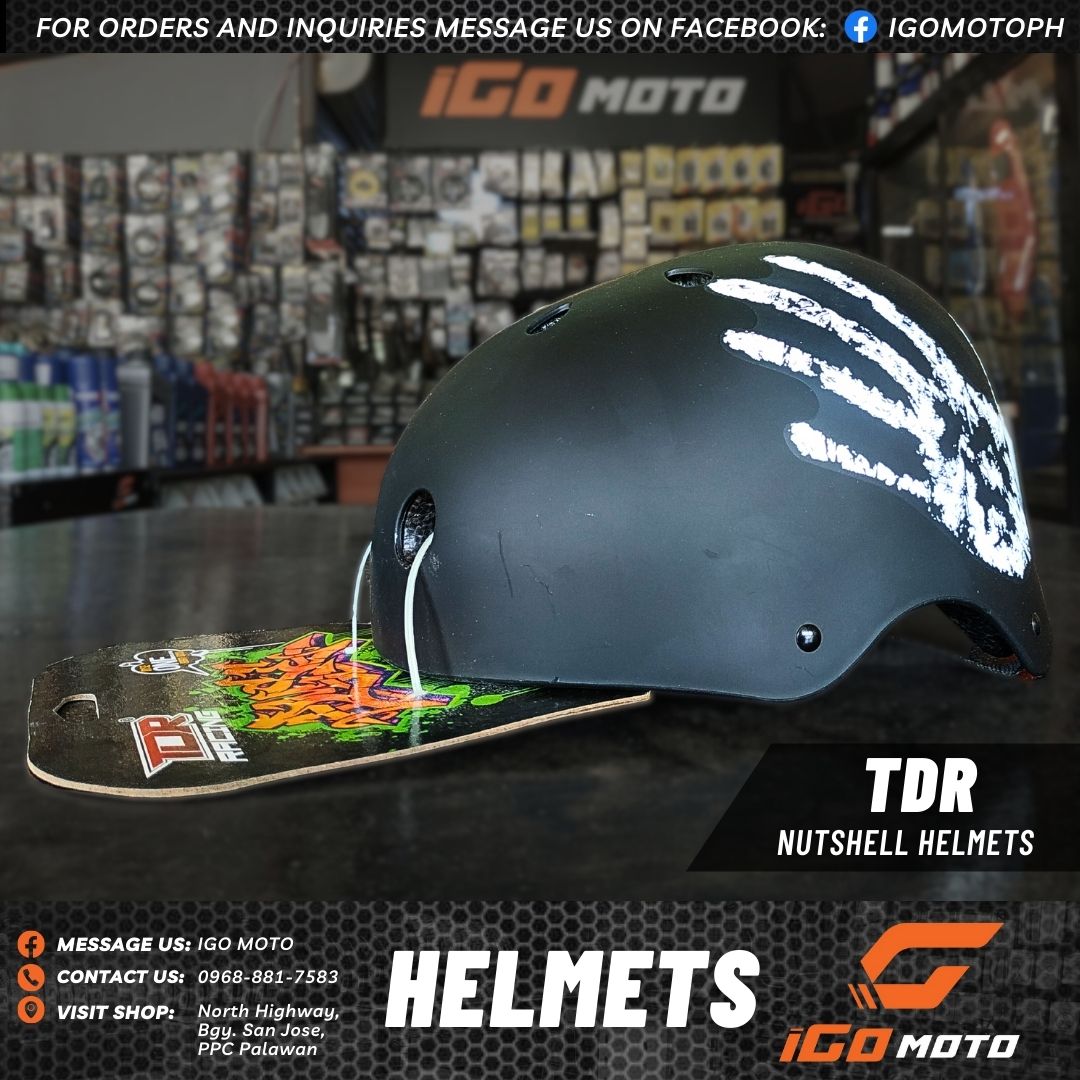 FOR ORDERS AND INQUIRIES MESSAGE US ON FACEBOOK: IGOMOTOPH
iGO MOTO
TDR
RACING
TDR
NUTSHELL HELMETS
MESSAGE US: IGO MOTO
CONTACT US: 0968-881-7583
VISIT SHOP: North Highway,
Bgy. San Jose,
PPC Palawan
HELMETS
iGO MOTO